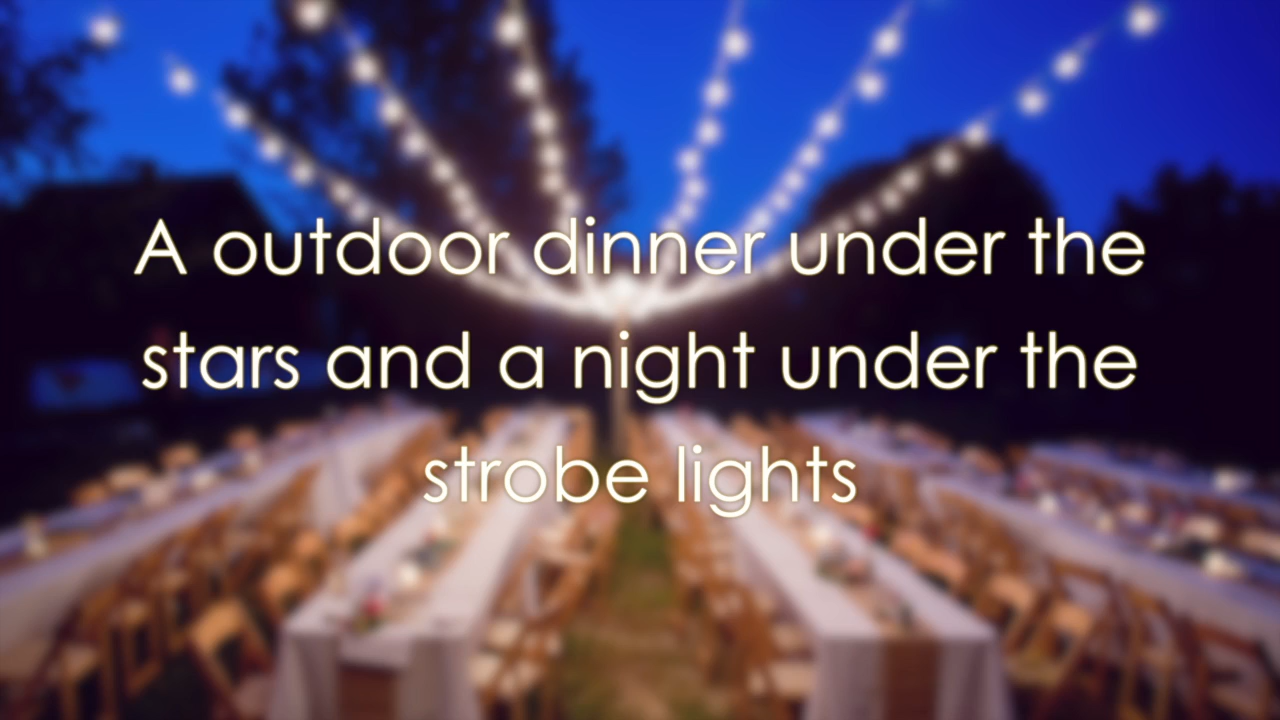 A outdoor dinner under the
stars and a night under the
strobe lights